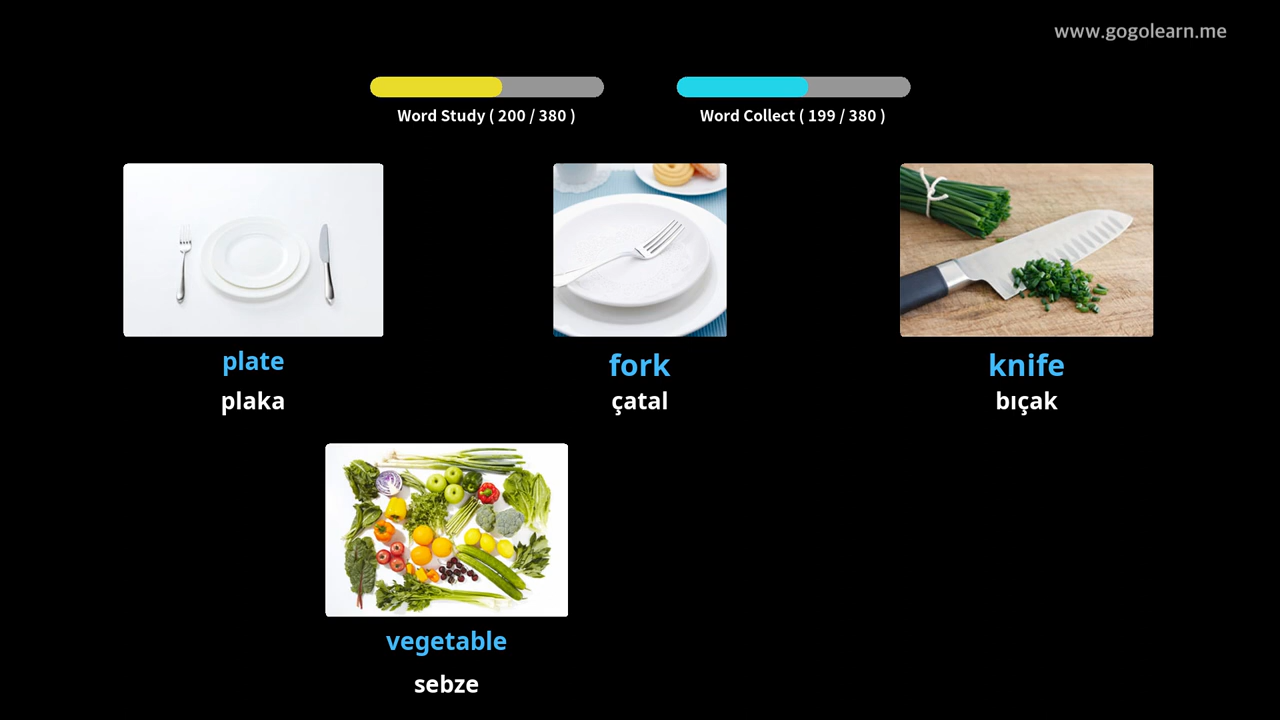 www.gogolearn.me
Word Study ( 200 / 380 )
Word Collect ( 199 / 380 )
plate
plaka
fork
çatal
knife
bıçak
vegetable
sebze